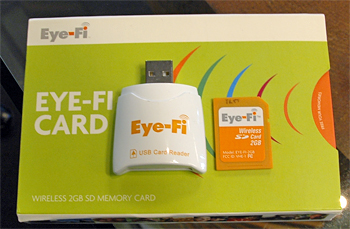 Eye-Fi
EYE-FI
CARD
WIRELESS 2GB SD MEMORY CARD
Eye-Fi
USB Card Reader
Eye-Fi
Wireless
SD Card
2GB